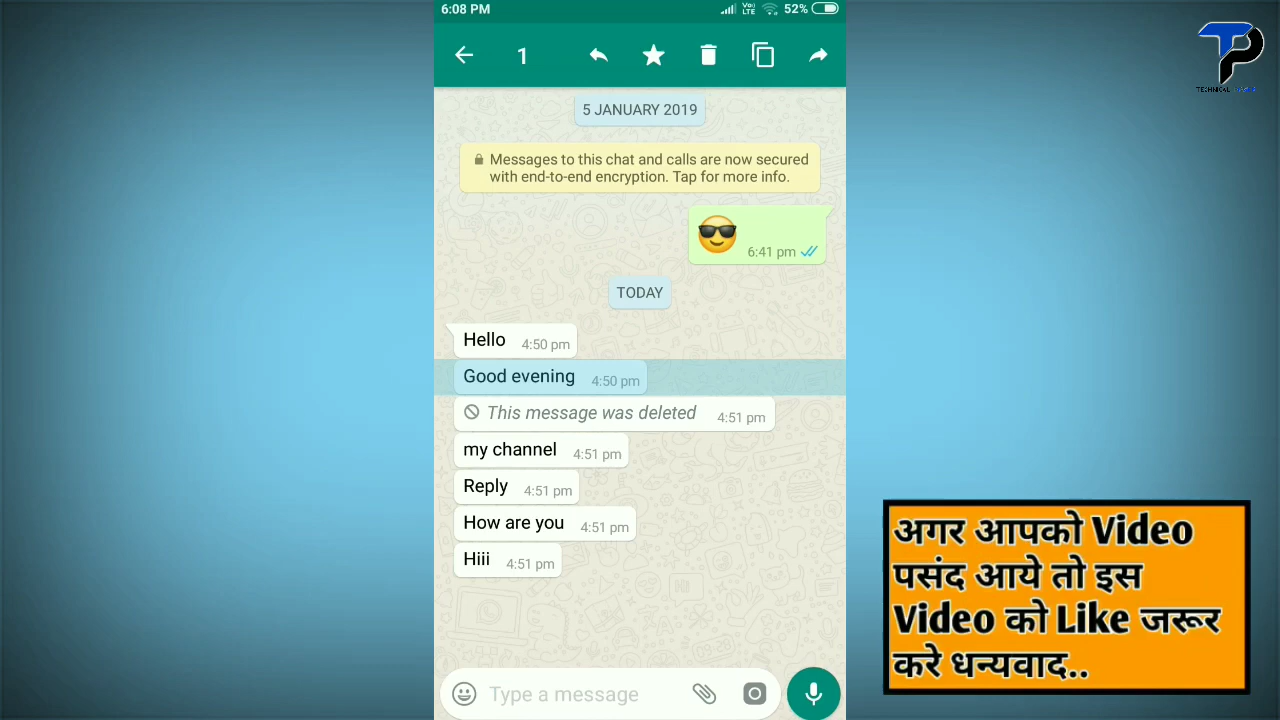 6:08 PM
Vo) LTE
52%
TECHNICAL
1
5 JANUARY 2019
Messages to this chat and calls are now secured
with end-to-end encryption. Tap for more info.
6:41 pm
TODAY
Hello 4:50 pm
Good evening 4:50 pm
This message was deleted 4:51 pm
my channel 4:51 pm
Reply 4:51 pm
How are you 4:51 pm
Hiii 4:51 pm
Type a message
अगर आपको Video
पसंद आये तो इस
Video को Like जरूर
करे धन्यवाद..